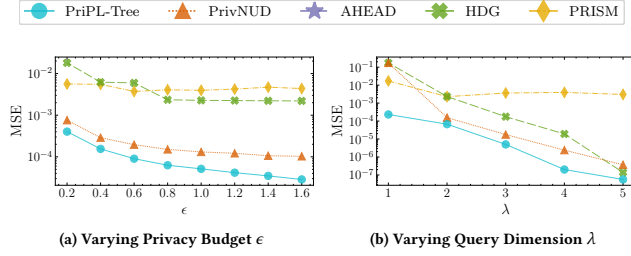 PriPL-Tree PrivNUD AHEAD HDG PRISM
10⁻²
10⁻³
10⁻⁴
MSE
0.2 0.4 0.6 0.8 1.0 1.2 1.4 1.6
ϵ
(a) Varying Privacy Budget ϵ
10⁻¹
10⁻²
10⁻³
10⁻⁴
10⁻⁵
10⁻⁶
10⁻⁷
MSE
1 2 3 4 5
λ
(b) Varying Query Dimension λ